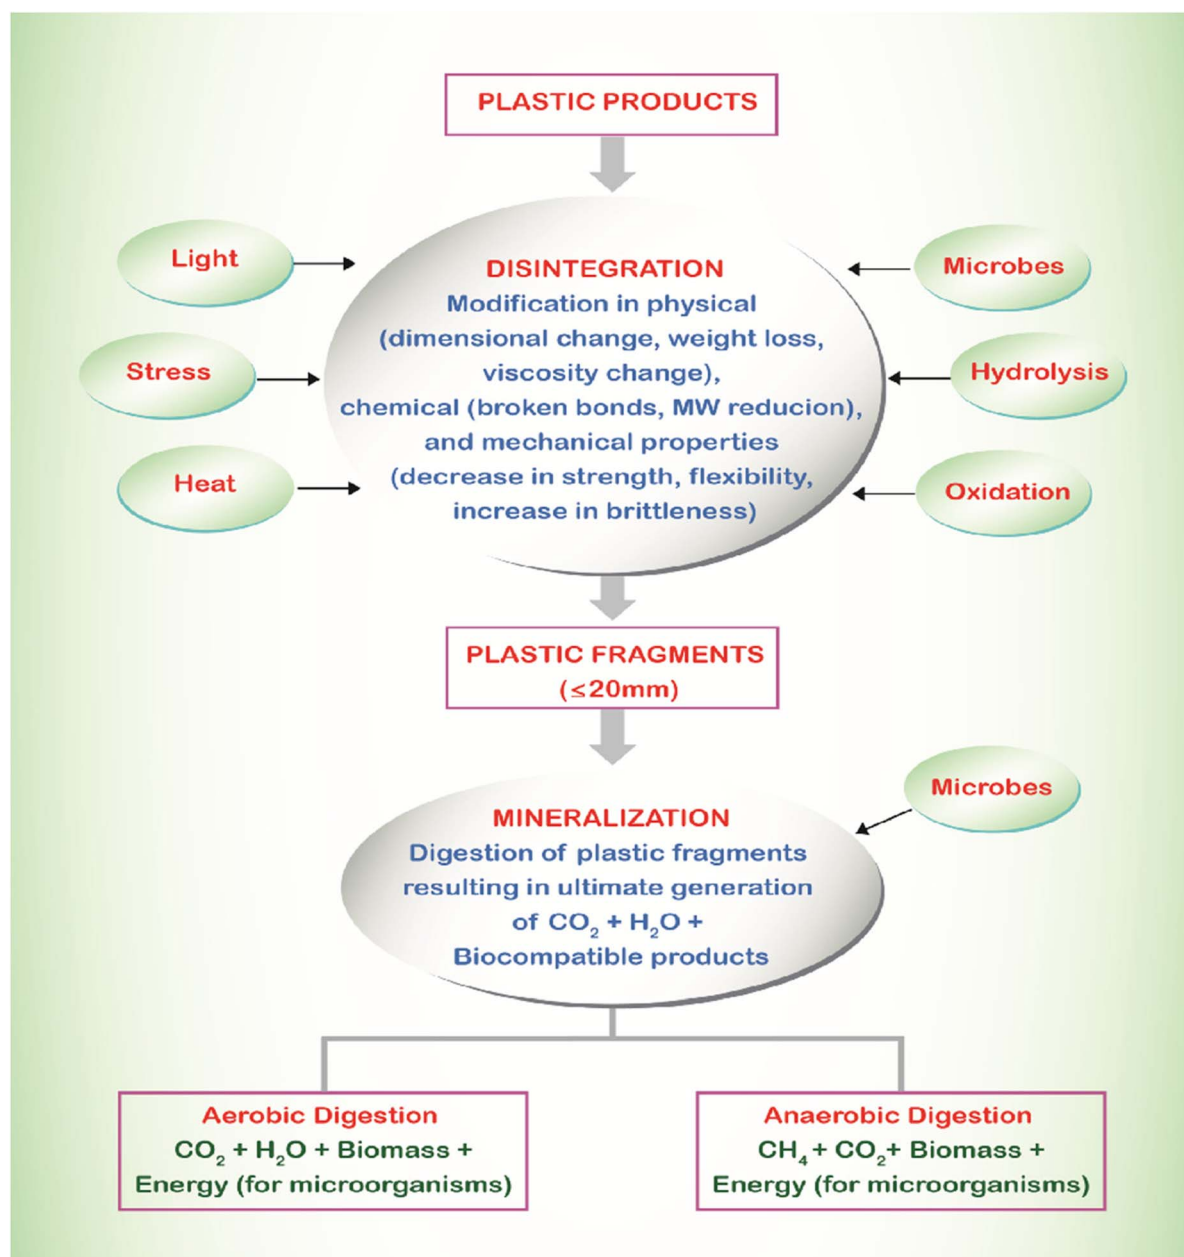 PLASTIC PRODUCTS
Light
Stress
Heat
DISINTEGRATION
Modification in physical
(dimensional change, weight loss,
viscosity change),
chemical (broken bonds, MW reducion),
and mechanical properties
(decrease in strength, flexibility,
increase in brittleness)
Microbes
Hydrolysis
Oxidation
PLASTIC FRAGMENTS
(≤20mm)
Microbes
MINERALIZATION
Digestion of plastic fragments
resulting in ultimate generation
of CO₂ + H₂O +
Biocompatible products
Aerobic Digestion
CO₂ + H₂O + Biomass +
Energy (for microorganisms)
Anaerobic Digestion
CH₄ + CO₂+ Biomass +
Energy (for microorganisms)